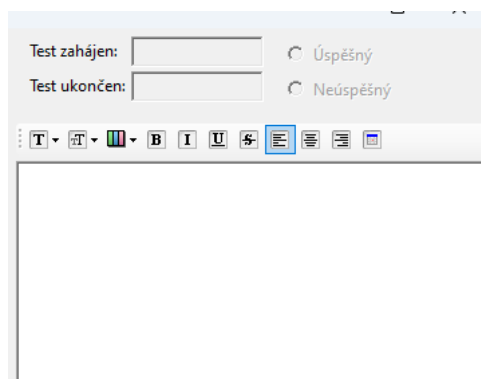 Test zahájen:
Úspěšný
Test ukončen:
Neúspěšný
T T B I U S